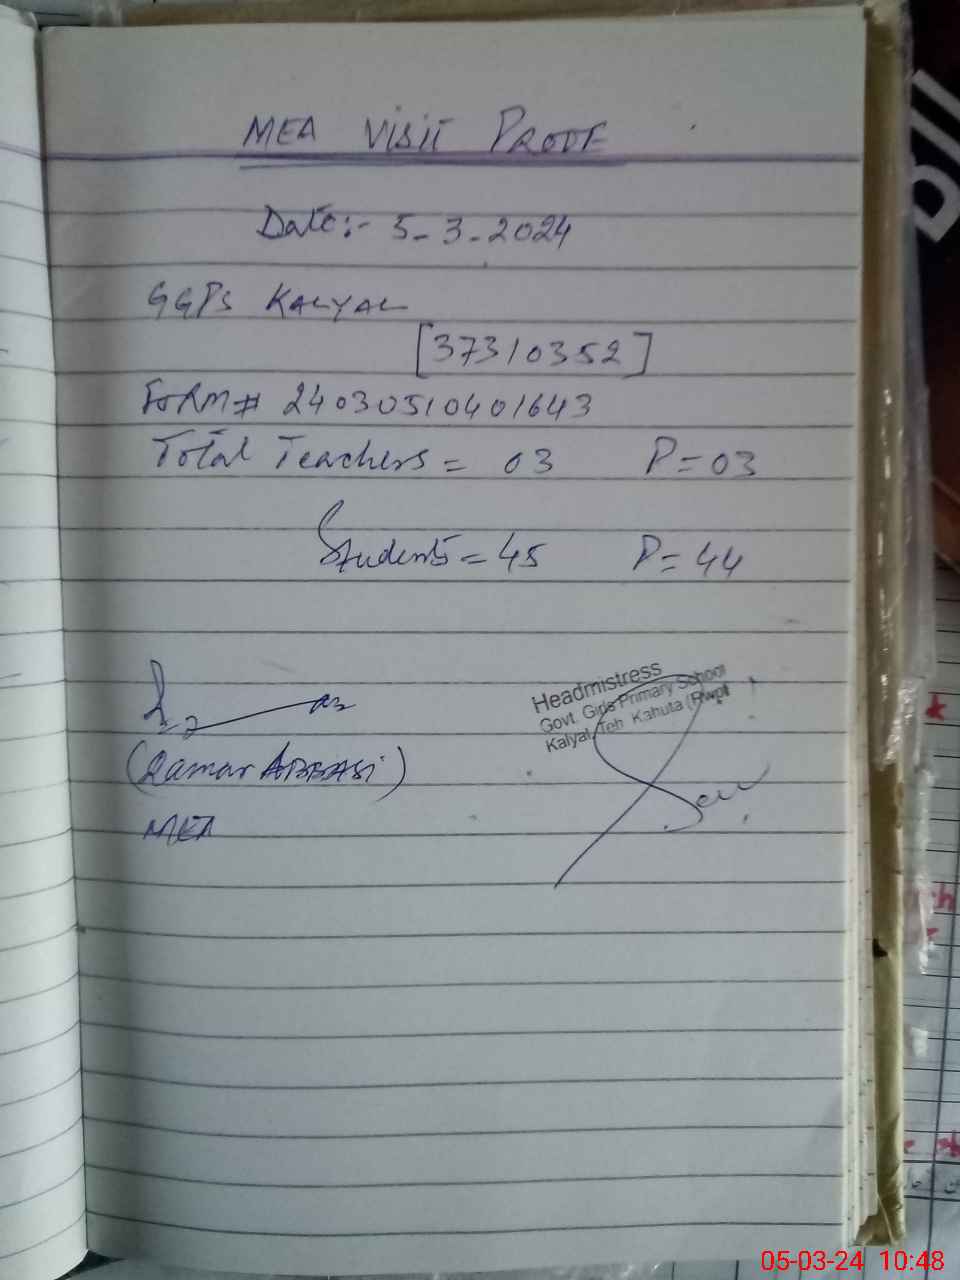 MEA VISIT PROOF
Date:- 5-3-2024
GGPS KALYAL
[37310352]
FORM# 24030510401643
Total Teachers = 03 P=03
Students = 45 P=44
Headmistress
Govt. Girls Primary School
Kalyal, Teh Kahuta (Rwp)
(Qamar ABBASI)
MEA
05-03-24 10:48